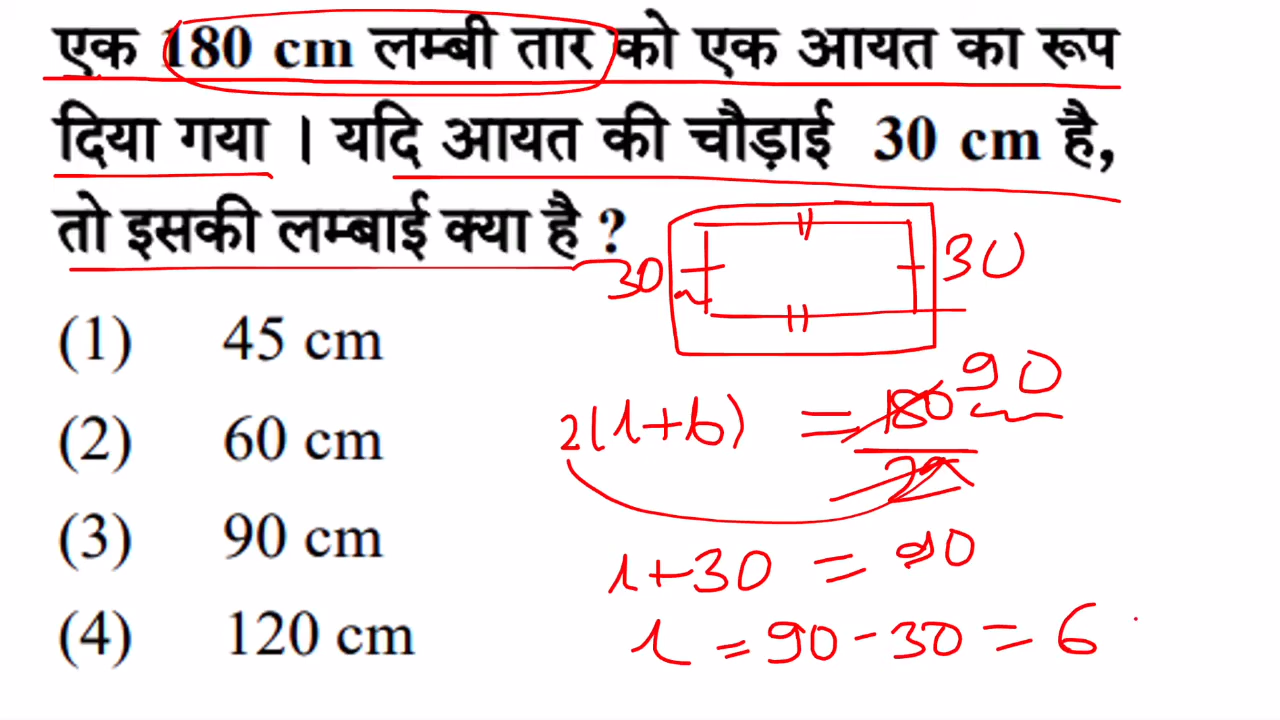 एक 180 cm लम्बी तार को एक आयत का रूप
दिया गया । यदि आयत की चौड़ाई 30 cm है,
तो इसकी लम्बाई क्या है ?
30
30
(1) 45 cm
(2) 60 cm
(3) 90 cm
(4) 120 cm
90
2(l+b) = 180
2
l+30 = 90
l = 90-30 = 6